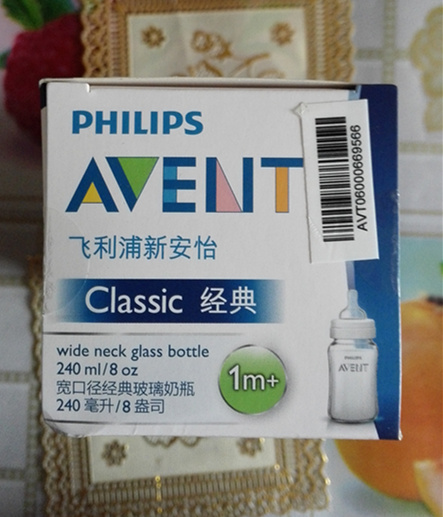 PHILIPS
AVENT
飞利浦新安怡
Classic 经典
wide neck glass bottle
240 ml/8 oz
宽口径经典玻璃奶瓶
240 毫升/8 盎司
1m+
AVT06000669566
PHILIPS
AVENT